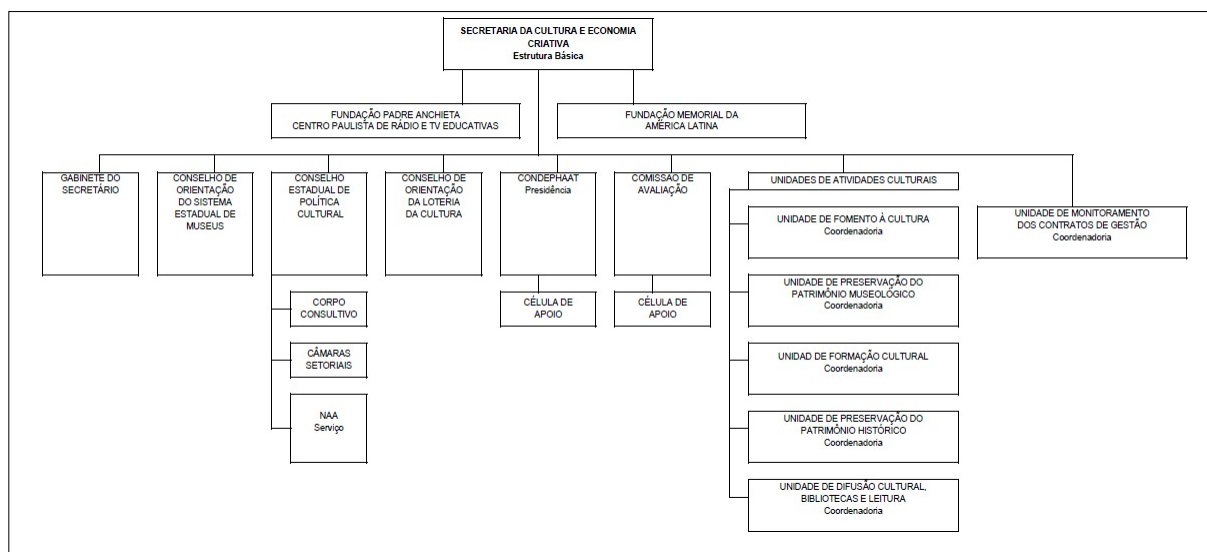 SECRETARIA DA CULTURA E ECONOMIA
CRIATIVA
Estrutura Básica
FUNDAÇÃO PADRE ANCHIETA
CENTRO PAULISTA DE RÁDIO E TV EDUCATIVAS
FUNDAÇÃO MEMORIAL DA
AMÉRICA LATINA
GABINETE DO
SECRETÁRIO
CONSELHO DE
ORIENTAÇÃO
DO SISTEMA
ESTADUAL DE
MUSEUS
CONSELHO
ESTADUAL DE
POLÍTICA
CULTURAL
CONSELHO DE
ORIENTAÇÃO
DA LOTERIA
DA CULTURA
CONDEPHAAT
Presidência
COMISSÃO DE
AVALIAÇÃO
UNIDADES DE ATIVIDADES CULTURAIS
UNIDADE DE FOMENTO À CULTURA
Coordenadoria
UNIDADE DE MONITORAMENTO
DOS CONTRATOS DE GESTÃO
Coordenadoria
CORPO
CONSULTIVO
CÉLULA DE
APOIO
CÉLULA DE
APOIO
UNIDADE DE PRESERVAÇÃO DO
PATRIMÔNIO MUSEOLÓGICO
Coordenadoria
CÂMARAS
SETORIAIS
UNIDAD DE FORMAÇÃO CULTURAL
Coordenadoria
NAA
Serviço
UNIDADE DE PRESERVAÇÃO DO
PATRIMÔNIO HISTÓRICO
Coordenadoria
UNIDADE DE DIFUSÃO CULTURAL,
BIBLIOTECAS E LEITURA
Coordenadoria